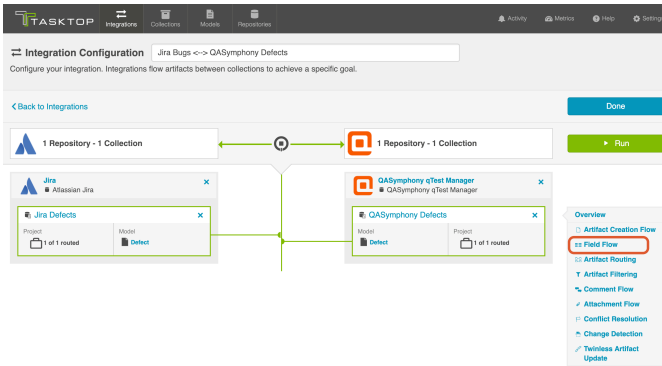 TASKTOP
Integrations
Collections
Models
Repositories
Activity
Metrics
Help
Settings
Integration Configuration
Jira Bugs <--> QASymphony Defects
Configure your integration. Integrations flow artifacts between collections to achieve a specific goal.
Back to Integrations
Done
1 Repository - 1 Collection
1 Repository - 1 Collection
Run
Jira
Atlassian Jira
QASymphony qTest Manager
QASymphony qTest Manager
Jira Defects
Project
1 of 1 routed
Model
Defect
QASymphony Defects
Model
Defect
Project
1 of 1 routed
Overview
Artifact Creation Flow
Field Flow
Artifact Routing
Artifact Filtering
Comment Flow
Attachment Flow
Conflict Resolution
Change Detection
Twinless Artifact
Update